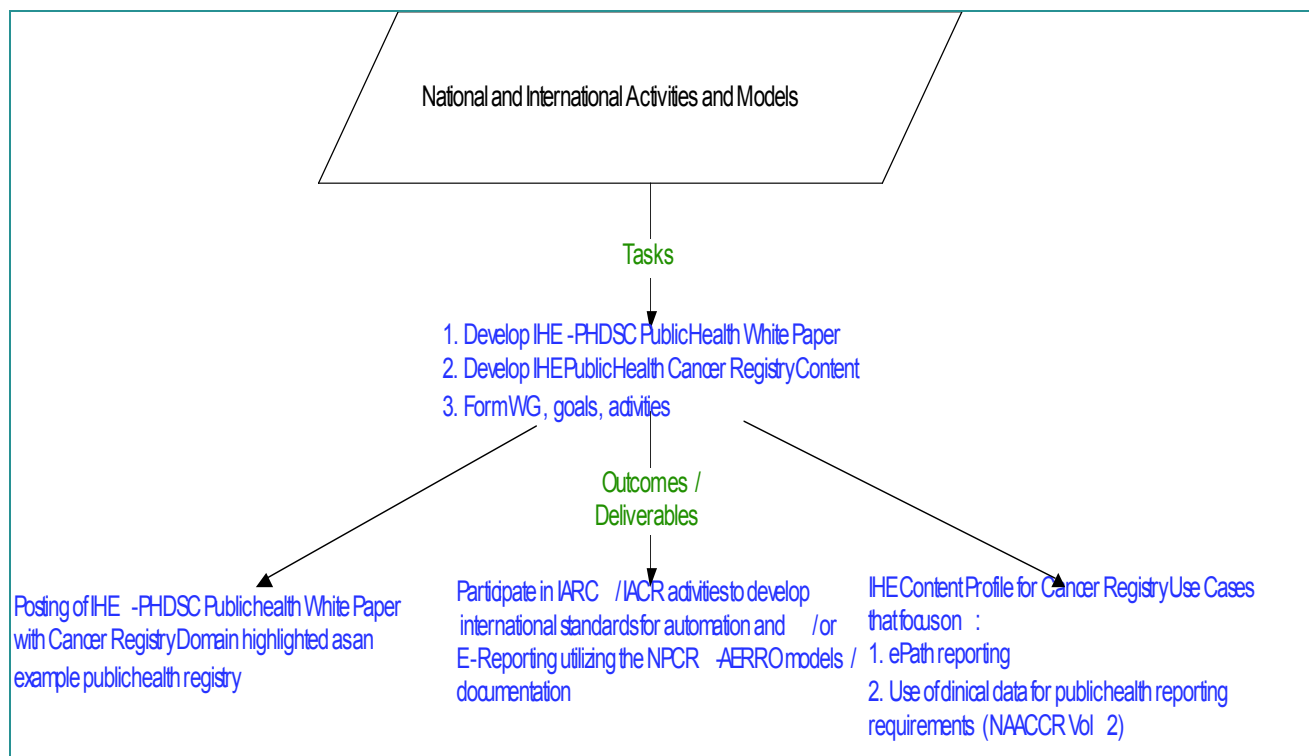 National and International Activities and Models
Tasks
1. Develop IHE -PHDSC Public Health White Paper
2. Develop IHE Public Health Cancer Registry Content
3. Form WG , goals, activities
Outcomes /
Deliverables
Posting of IHE -PHDSC Public health White Paper
with Cancer Registry Domain highlighted as an
example public health registry
Participate in IARC / IACR activities to develop
international standards for automation and / or
E-Reporting utilizing the NPCR -AERRO models /
documentation
IHE Content Profile for Cancer Registry Use Cases
that focus on :
1. ePath reporting
2. Use of clinical data for public health reporting
requirements (NAACCR Vol 2)